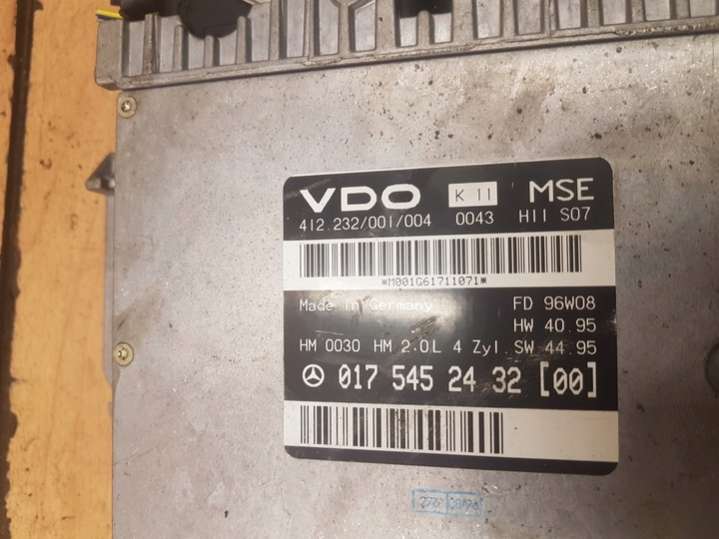 VDO K 11 MSE
412.232/001/004 0043 H11 S07
*M001G61711071*
Made in Germany FD 96W08
HW 40.95
HM 0030 HM 2.0L 4 Zyl. SW 44.95
017 545 24 32 [00]